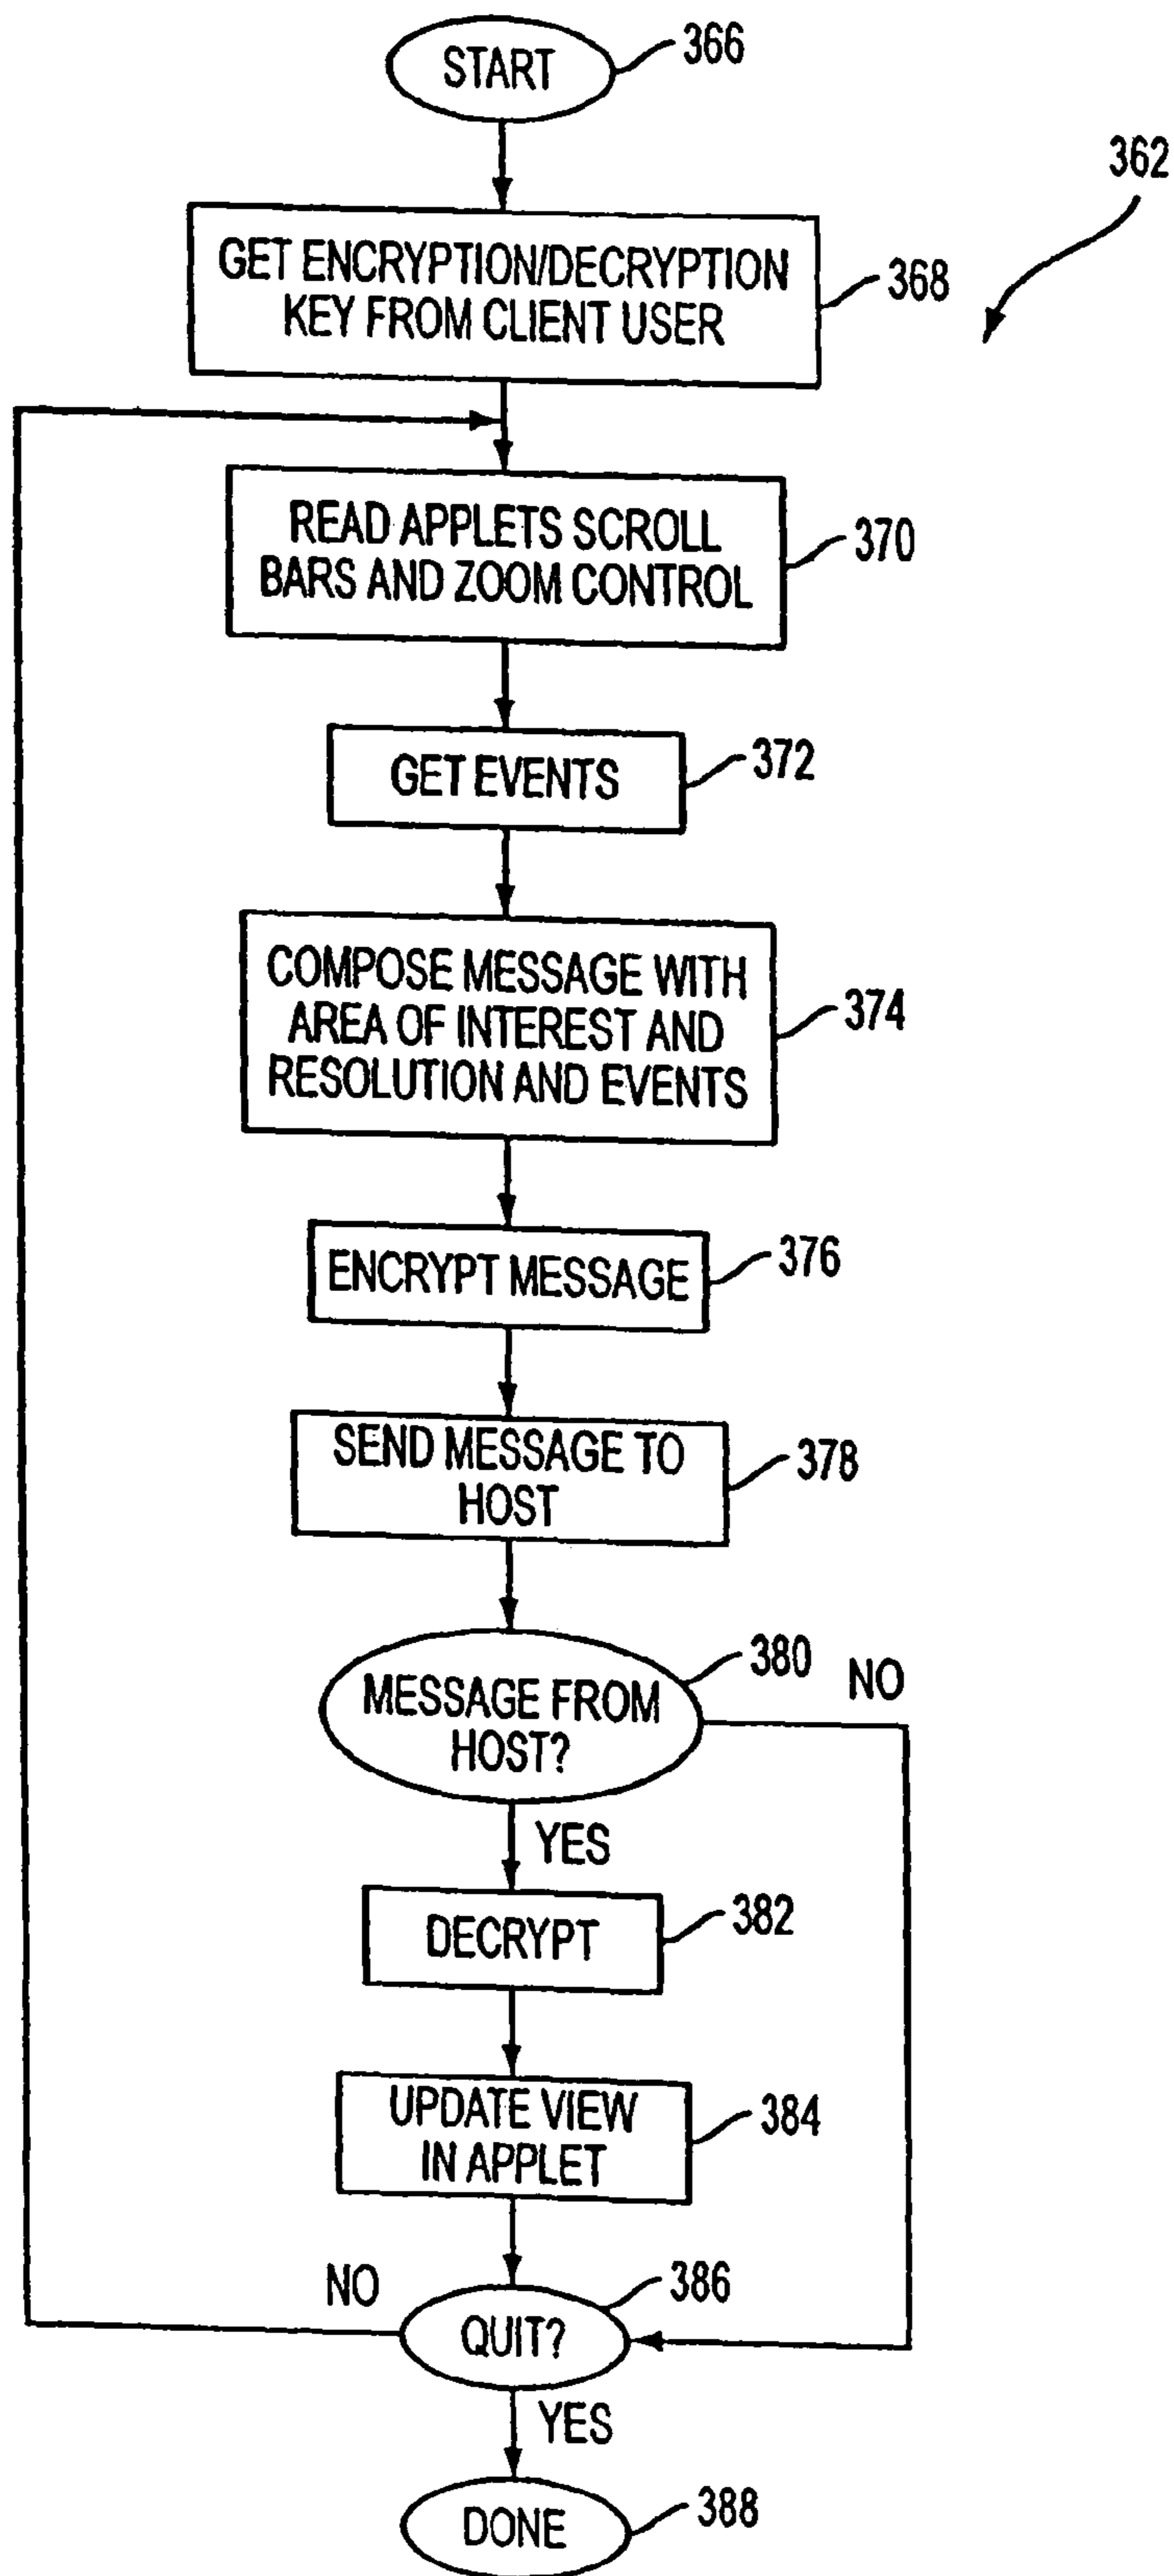 START
366
362
GET ENCRYPTION/DECRYPTION
KEY FROM CLIENT USER
368
READ APPLETS SCROLL
BARS AND ZOOM CONTROL
370
GET EVENTS
372
COMPOSE MESSAGE WITH
AREA OF INTEREST AND
RESOLUTION AND EVENTS
374
ENCRYPT MESSAGE
376
SEND MESSAGE TO
HOST
378
MESSAGE FROM
HOST?
380
NO
YES
DECRYPT
382
UPDATE VIEW
IN APPLET
384
NO
QUIT?
386
YES
DONE
388